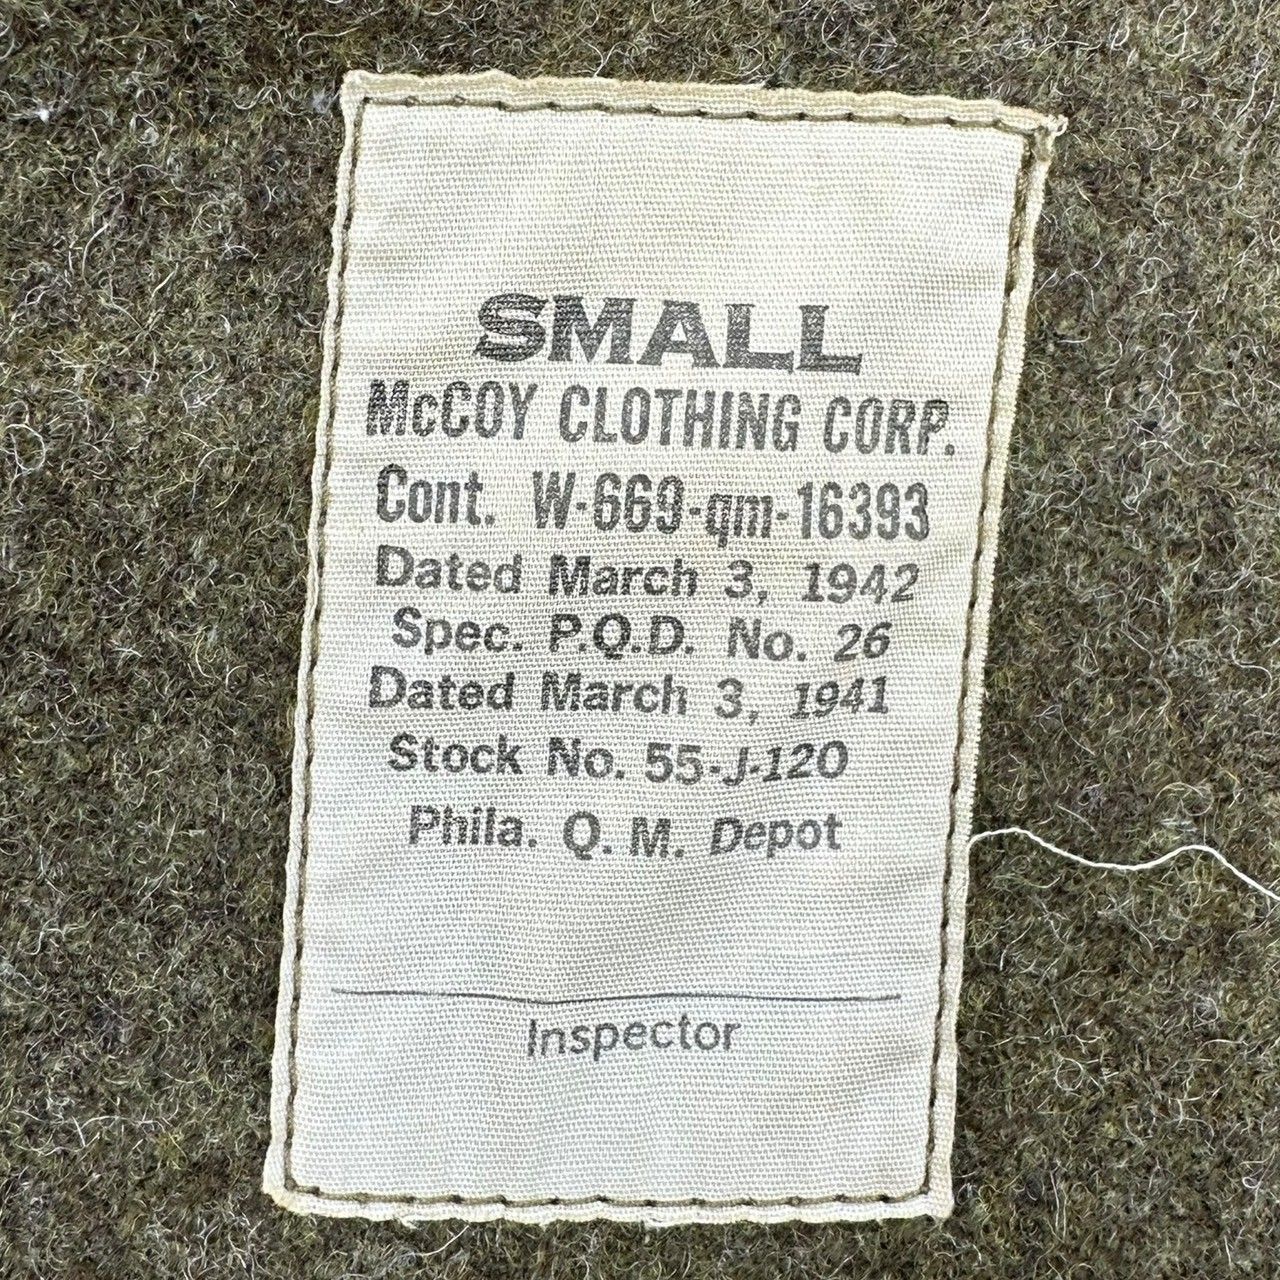 SMALL
McCOY CLOTHING CORP.
Cont. W-669-qm-16393
Dated March 3, 1942
Spec. P.Q.D. No. 26
Dated March 3, 1941
Stock No. 55-J-120
Phila. Q. M. Depot
Inspector